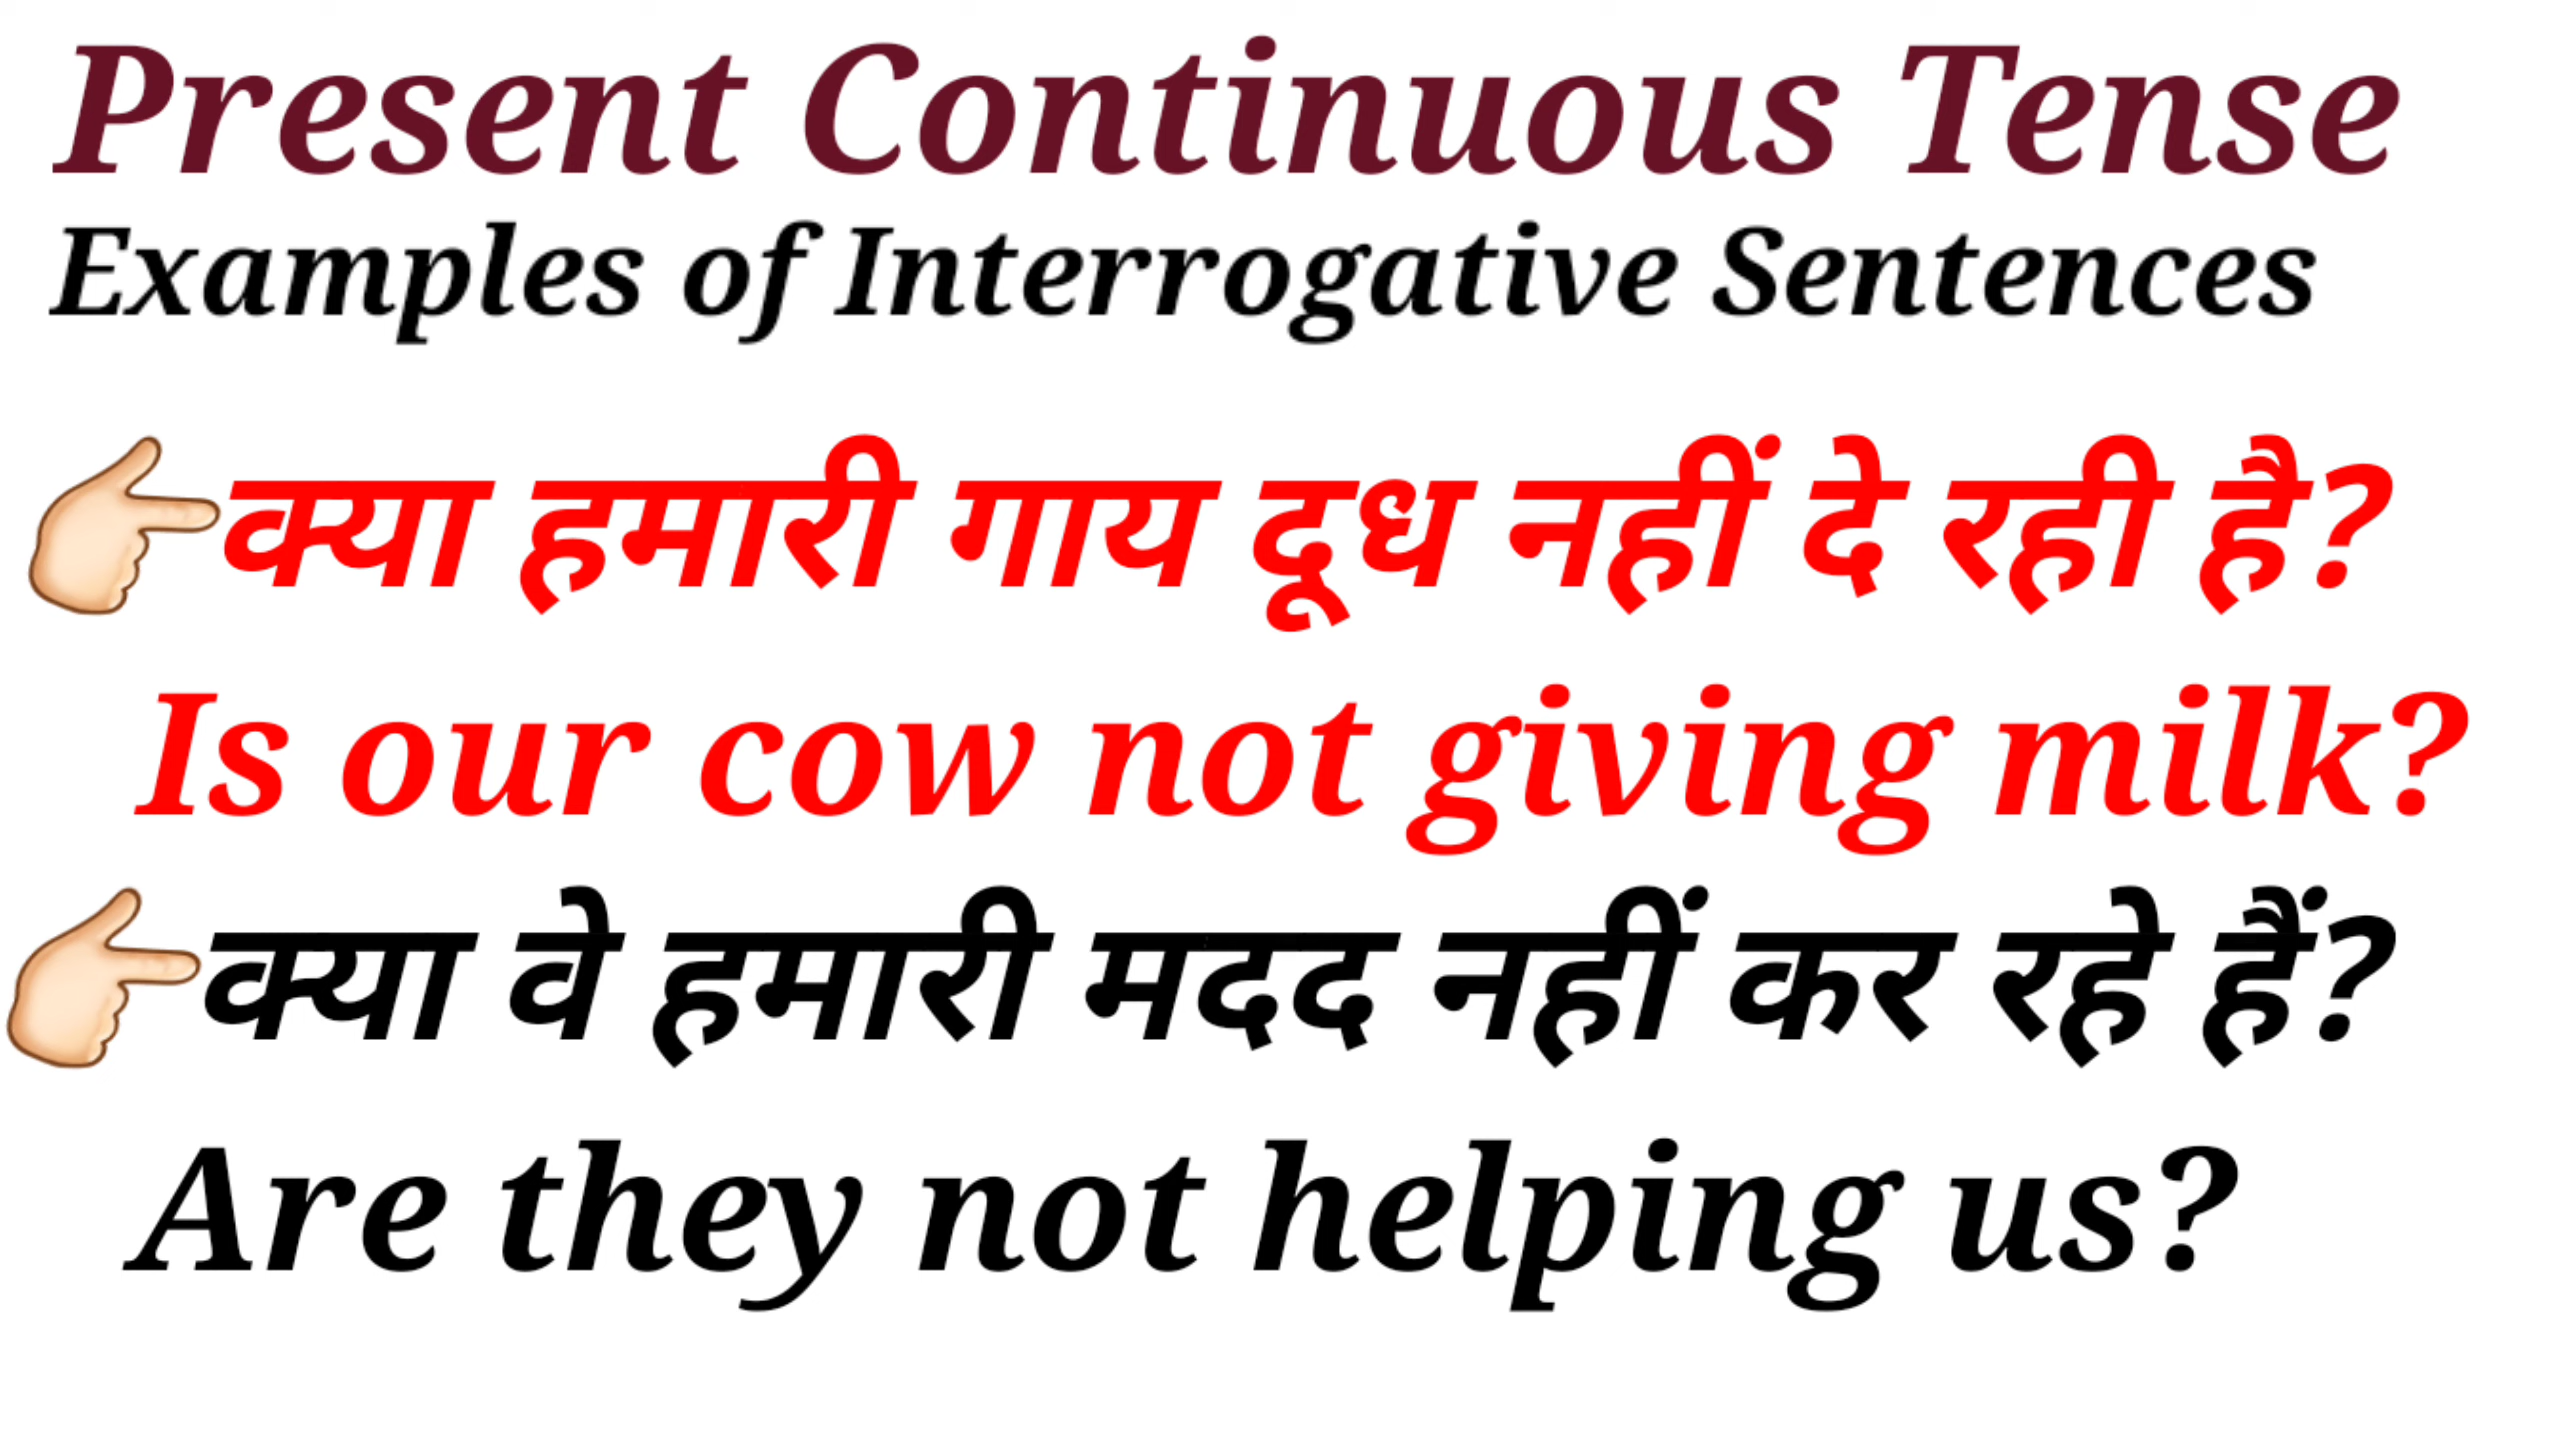 Present Continuous Tense
Examples of Interrogative Sentences
क्या हमारी गाय दूध नहीं दे रही है?
Is our cow not giving milk?
क्या वे हमारी मदद नहीं कर रहे हैं?
Are they not helping us?